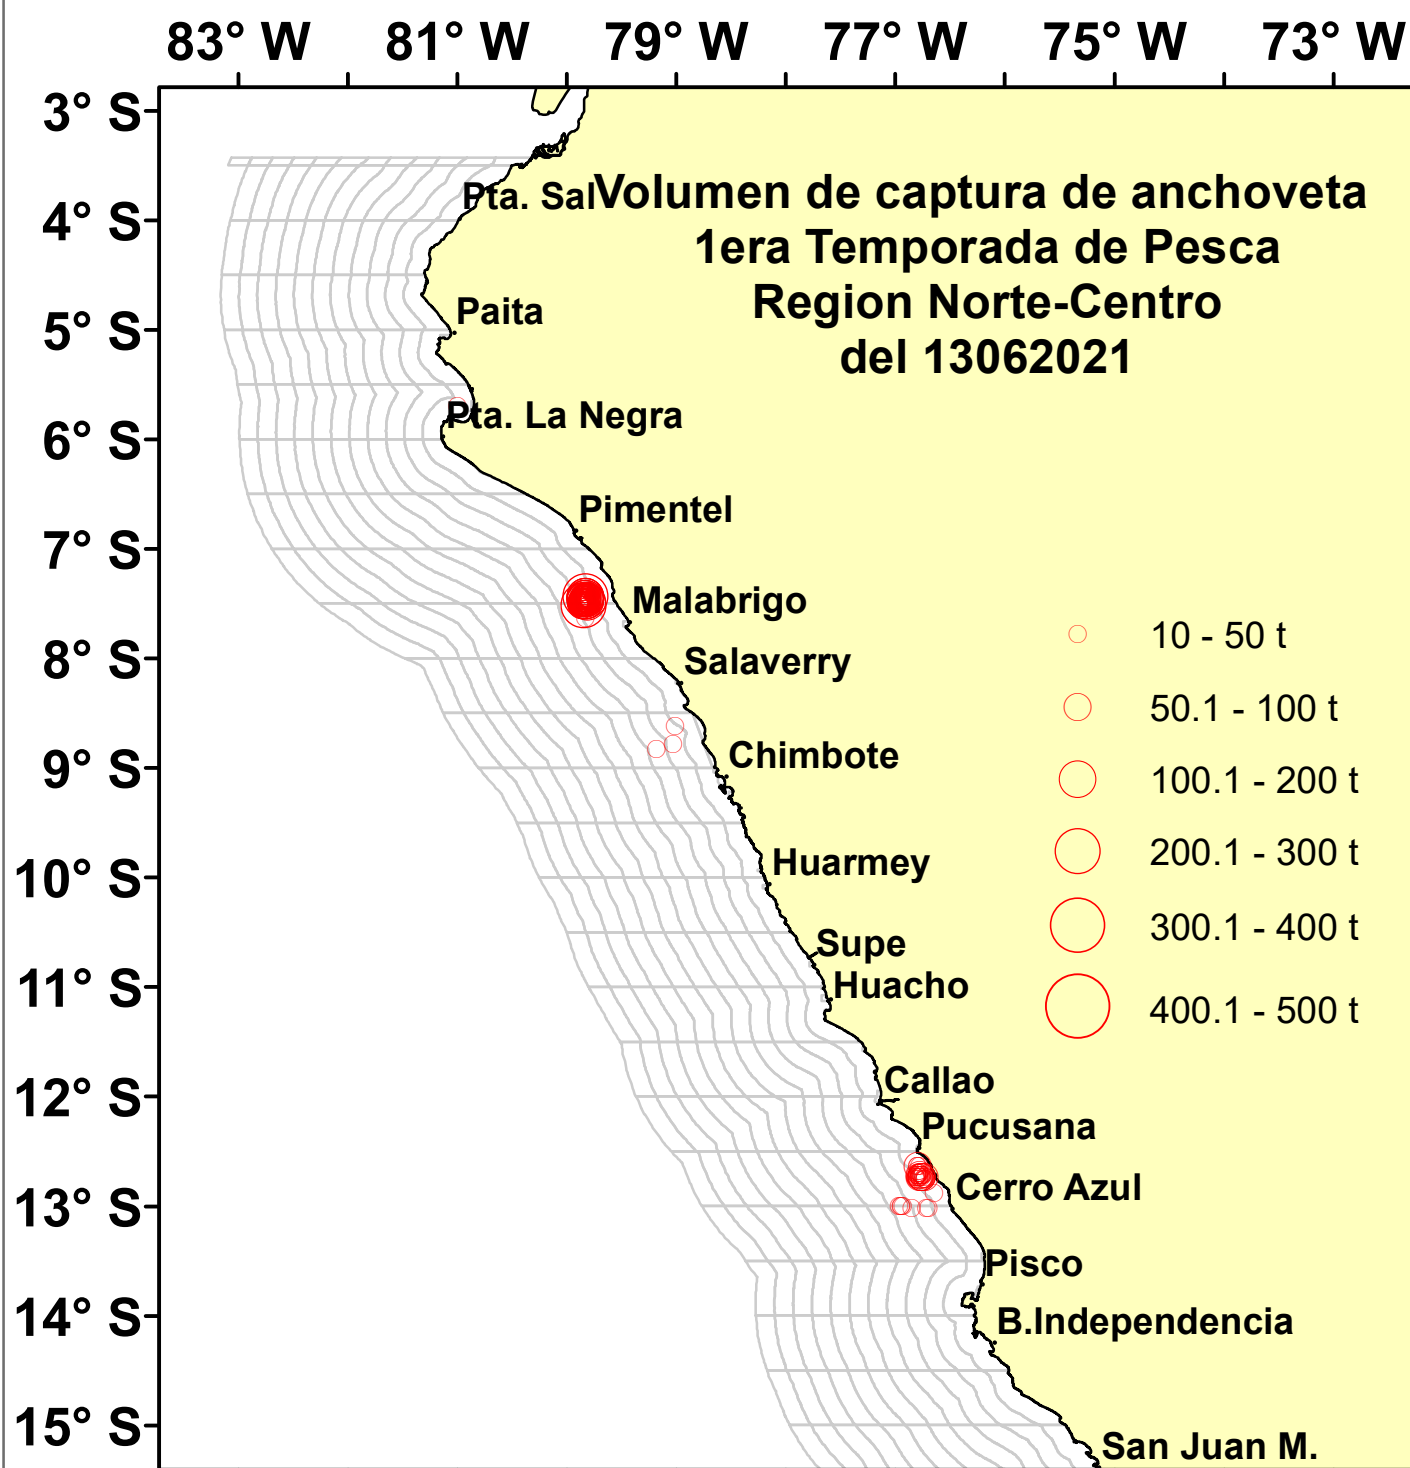 83° W 81° W 79° W 77° W 75° W 73° W
3° S
Pta. Sal
Volumen de captura de anchoveta
4° S
1era Temporada de Pesca
Region Norte-Centro
Paita
5° S
del 13062021
Pta. La Negra
6° S
Pimentel
7° S
Malabrigo
10 - 50 t
8° S
Salaverry
50.1 - 100 t
Chimbote
9° S
100.1 - 200 t
200.1 - 300 t
Huarmey
10° S
300.1 - 400 t
Supe
11° S
Huacho
400.1 - 500 t
Callao
12° S
Pucusana
Cerro Azul
13° S
Pisco
14° S
B.Independencia
15° S
San Juan M.